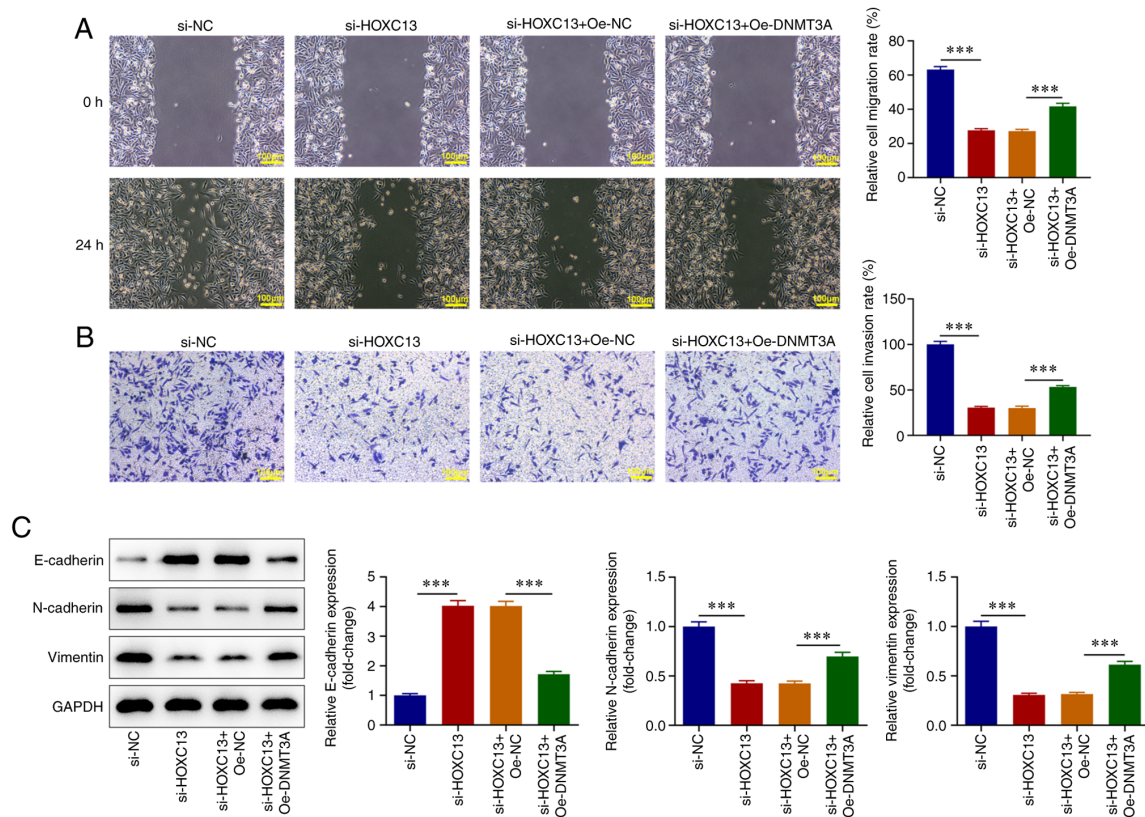 A
si-NC
si-HOXC13
si-HOXC13+Oe-NC
si-HOXC13+Oe-DNMT3A
0 h
100μm
100μm
100μm
100μm
24 h
100μm
100μm
100μm
100μm
Relative cell migration rate (%)
80
60
40
20
0
***
***
si-NC
si-HOXC13
si-HOXC13+
Oe-NC
si-HOXC13+
Oe-DNMT3A
B
si-NC
si-HOXC13
si-HOXC13+Oe-NC
si-HOXC13+Oe-DNMT3A
100μm
100μm
100μm
100μm
Relative cell invasion rate (%)
150
100
50
0
***
***
si-NC
si-HOXC13
si-HOXC13+
Oe-NC
si-HOXC13+
Oe-DNMT3A
C
E-cadherin
N-cadherin
Vimentin
GAPDH
si-NC
si-HOXC13
si-HOXC13+
Oe-NC
si-HOXC13+
Oe-DNMT3A
Relative E-cadherin expression
(fold-change)
5
4
3
2
1
0
***
***
si-NC
si-HOXC13
si-HOXC13+
Oe-NC
si-HOXC13+
Oe-DNMT3A
Relative N-cadherin expression
(fold-change)
1.5
1.0
0.5
0.0
***
***
si-NC
si-HOXC13
si-HOXC13+
Oe-NC
si-HOXC13+
Oe-DNMT3A
Relative vimentin expression
(fold-change)
1.5
1.0
0.5
0.0
***
***
si-NC
si-HOXC13
si-HOXC13+
Oe-NC
si-HOXC13+
Oe-DNMT3A